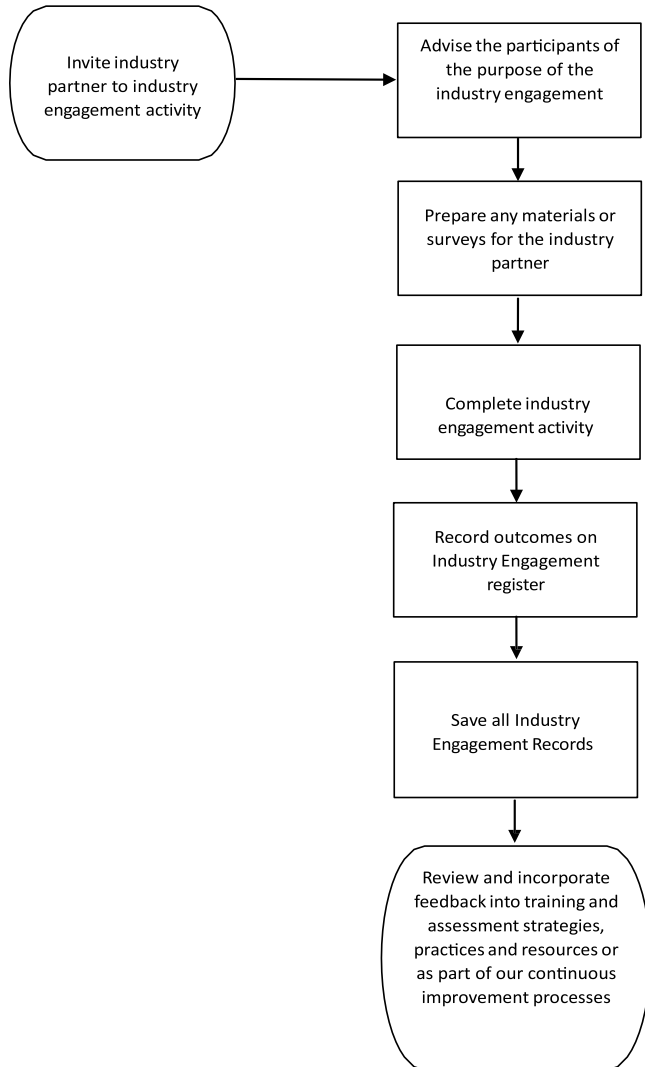 Invite industry
partner to industry
engagement activity
Advise the participants of
the purpose of the
industry engagement
Prepare any materials or
surveys for the industry
partner
Complete industry
engagement activity
Record outcomes on
Industry Engagement
register
Save all Industry
Engagement Records
Review and incorporate
feedback into training and
assessment strategies,
practices and resources or
as part of our continuous
improvement processes